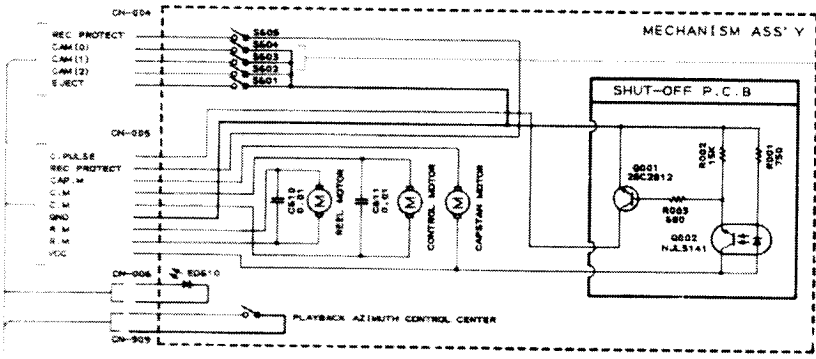 CN-004
REC PROTECT
CAM(0)
CAM(1)
CAM(2)
EJECT
S605
S604
S603
S602
S601
MECHANISM ASS'Y
SHUT-OFF P.C.B
CN-005
C.PULSE
REC PROTECT
CAP.M
C.M
C.M
GND
R.M
R.M
VCC
C610
0.01
M
REEL MOTOR
C611
0.01
M
CONTROL MOTOR
M
CAPSTAN MOTOR
Q001
2SC2812
R002
15K
R001
750
R003
680
Q002
NJL5141
CN-006
ED610
PLAYBACK AZIMUTH CONTROL CENTER
CN-909